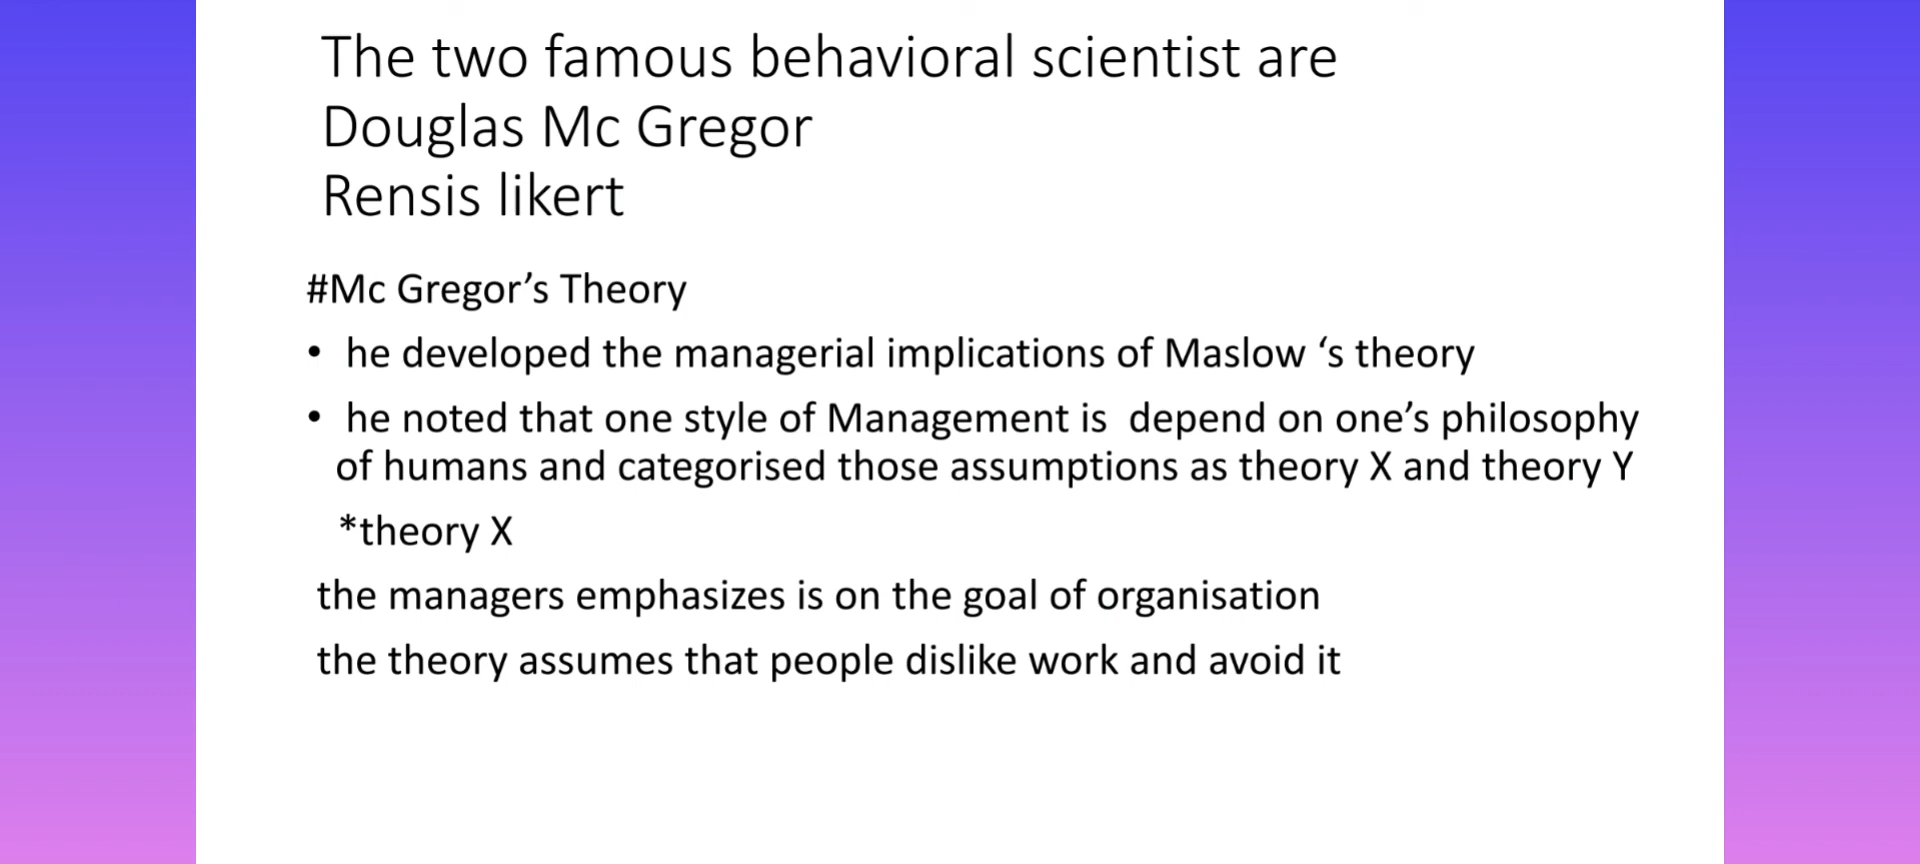 The two famous behavioral scientist are
Douglas Mc Gregor
Rensis likert
#Mc Gregor’s Theory
• he developed the managerial implications of Maslow ‘s theory
• he noted that one style of Management is  depend on one’s philosophy
of humans and categorised those assumptions as theory X and theory Y
*theory X
the managers emphasizes is on the goal of organisation
the theory assumes that people dislike work and avoid it